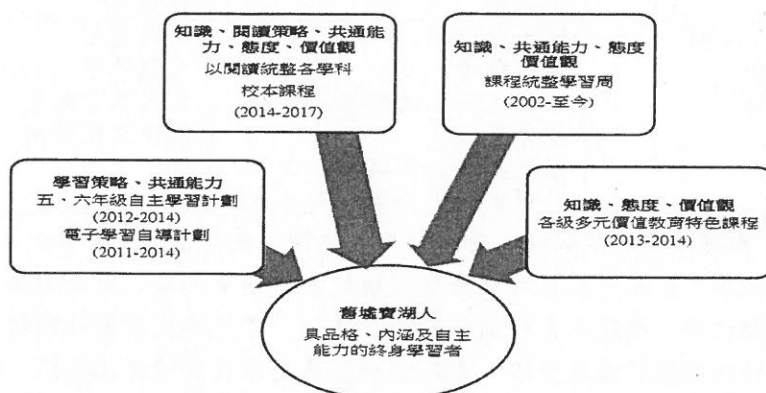 知識、閱讀策略、共通能
力、態度、價值觀
以閱讀統整各學科
校本課程
(2014-2017)
知識、共通能力、態度
價值觀
課程統整學習周
(2002-至今)
學習策略、共通能力
五、六年級自主學習計劃
(2012-2014)
電子學習自導計劃
(2011-2014)
知識、態度、價值觀
各級多元價值教育特色課程
(2013-2014)
舊墟寶湖人
具品格、內涵及自主
能力的終身學習者